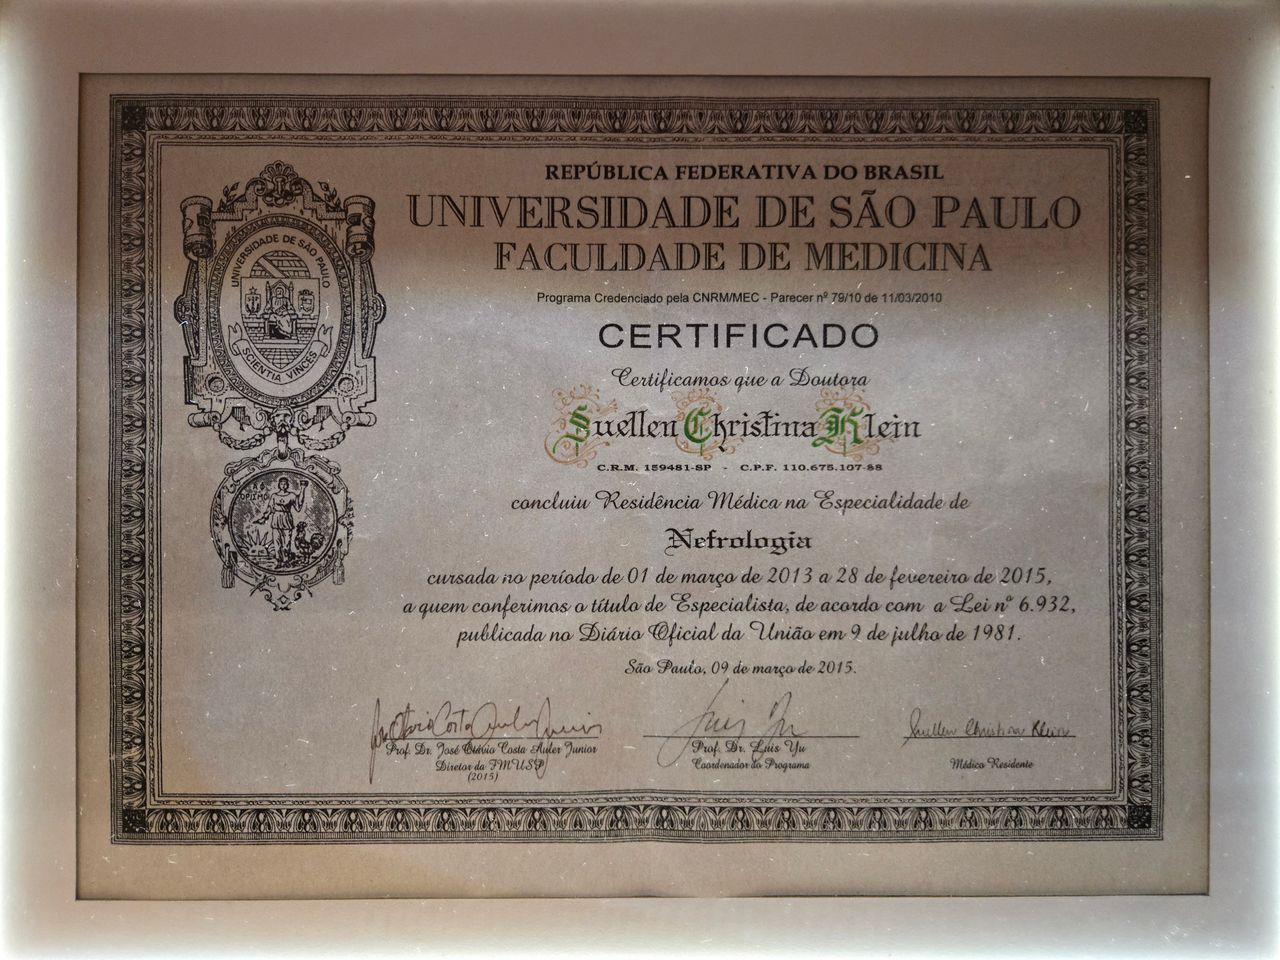 REPÚBLICA FEDERATIVA DO BRASIL
UNIVERSIDADE DE SÃO PAULO
FACULDADE DE MEDICINA
Programa Credenciado pela CNRM/MEC - Parecer nº 79/10 de 11/03/2010
CERTIFICADO
Certificamos que a Doutora
Suellen Christina Klein
C.R.M. 159481-SP - C.P.F. 110.675.107-88
concluiu Residência Médica na Especialidade de
Nefrologia
cursada no período de 01 de março de 2013 a 28 de fevereiro de 2015,
a quem conferimos o título de Especialista, de acordo com a Lei nº 6.932,
publicada no Diário Oficial da União em 9 de julho de 1981.
São Paulo, 09 de março de 2015.
Suellen Christina Klein
Prof. Dr. José Otávio Costa Auler Junior
Diretor da FMUSP
(2015)
Prof. Dr. Luis Yu
Coordenador do Programa
Médico Residente
UNIVERSIDADE DE SÃO PAULO
SCIENTIA VINCES
OPTIMO